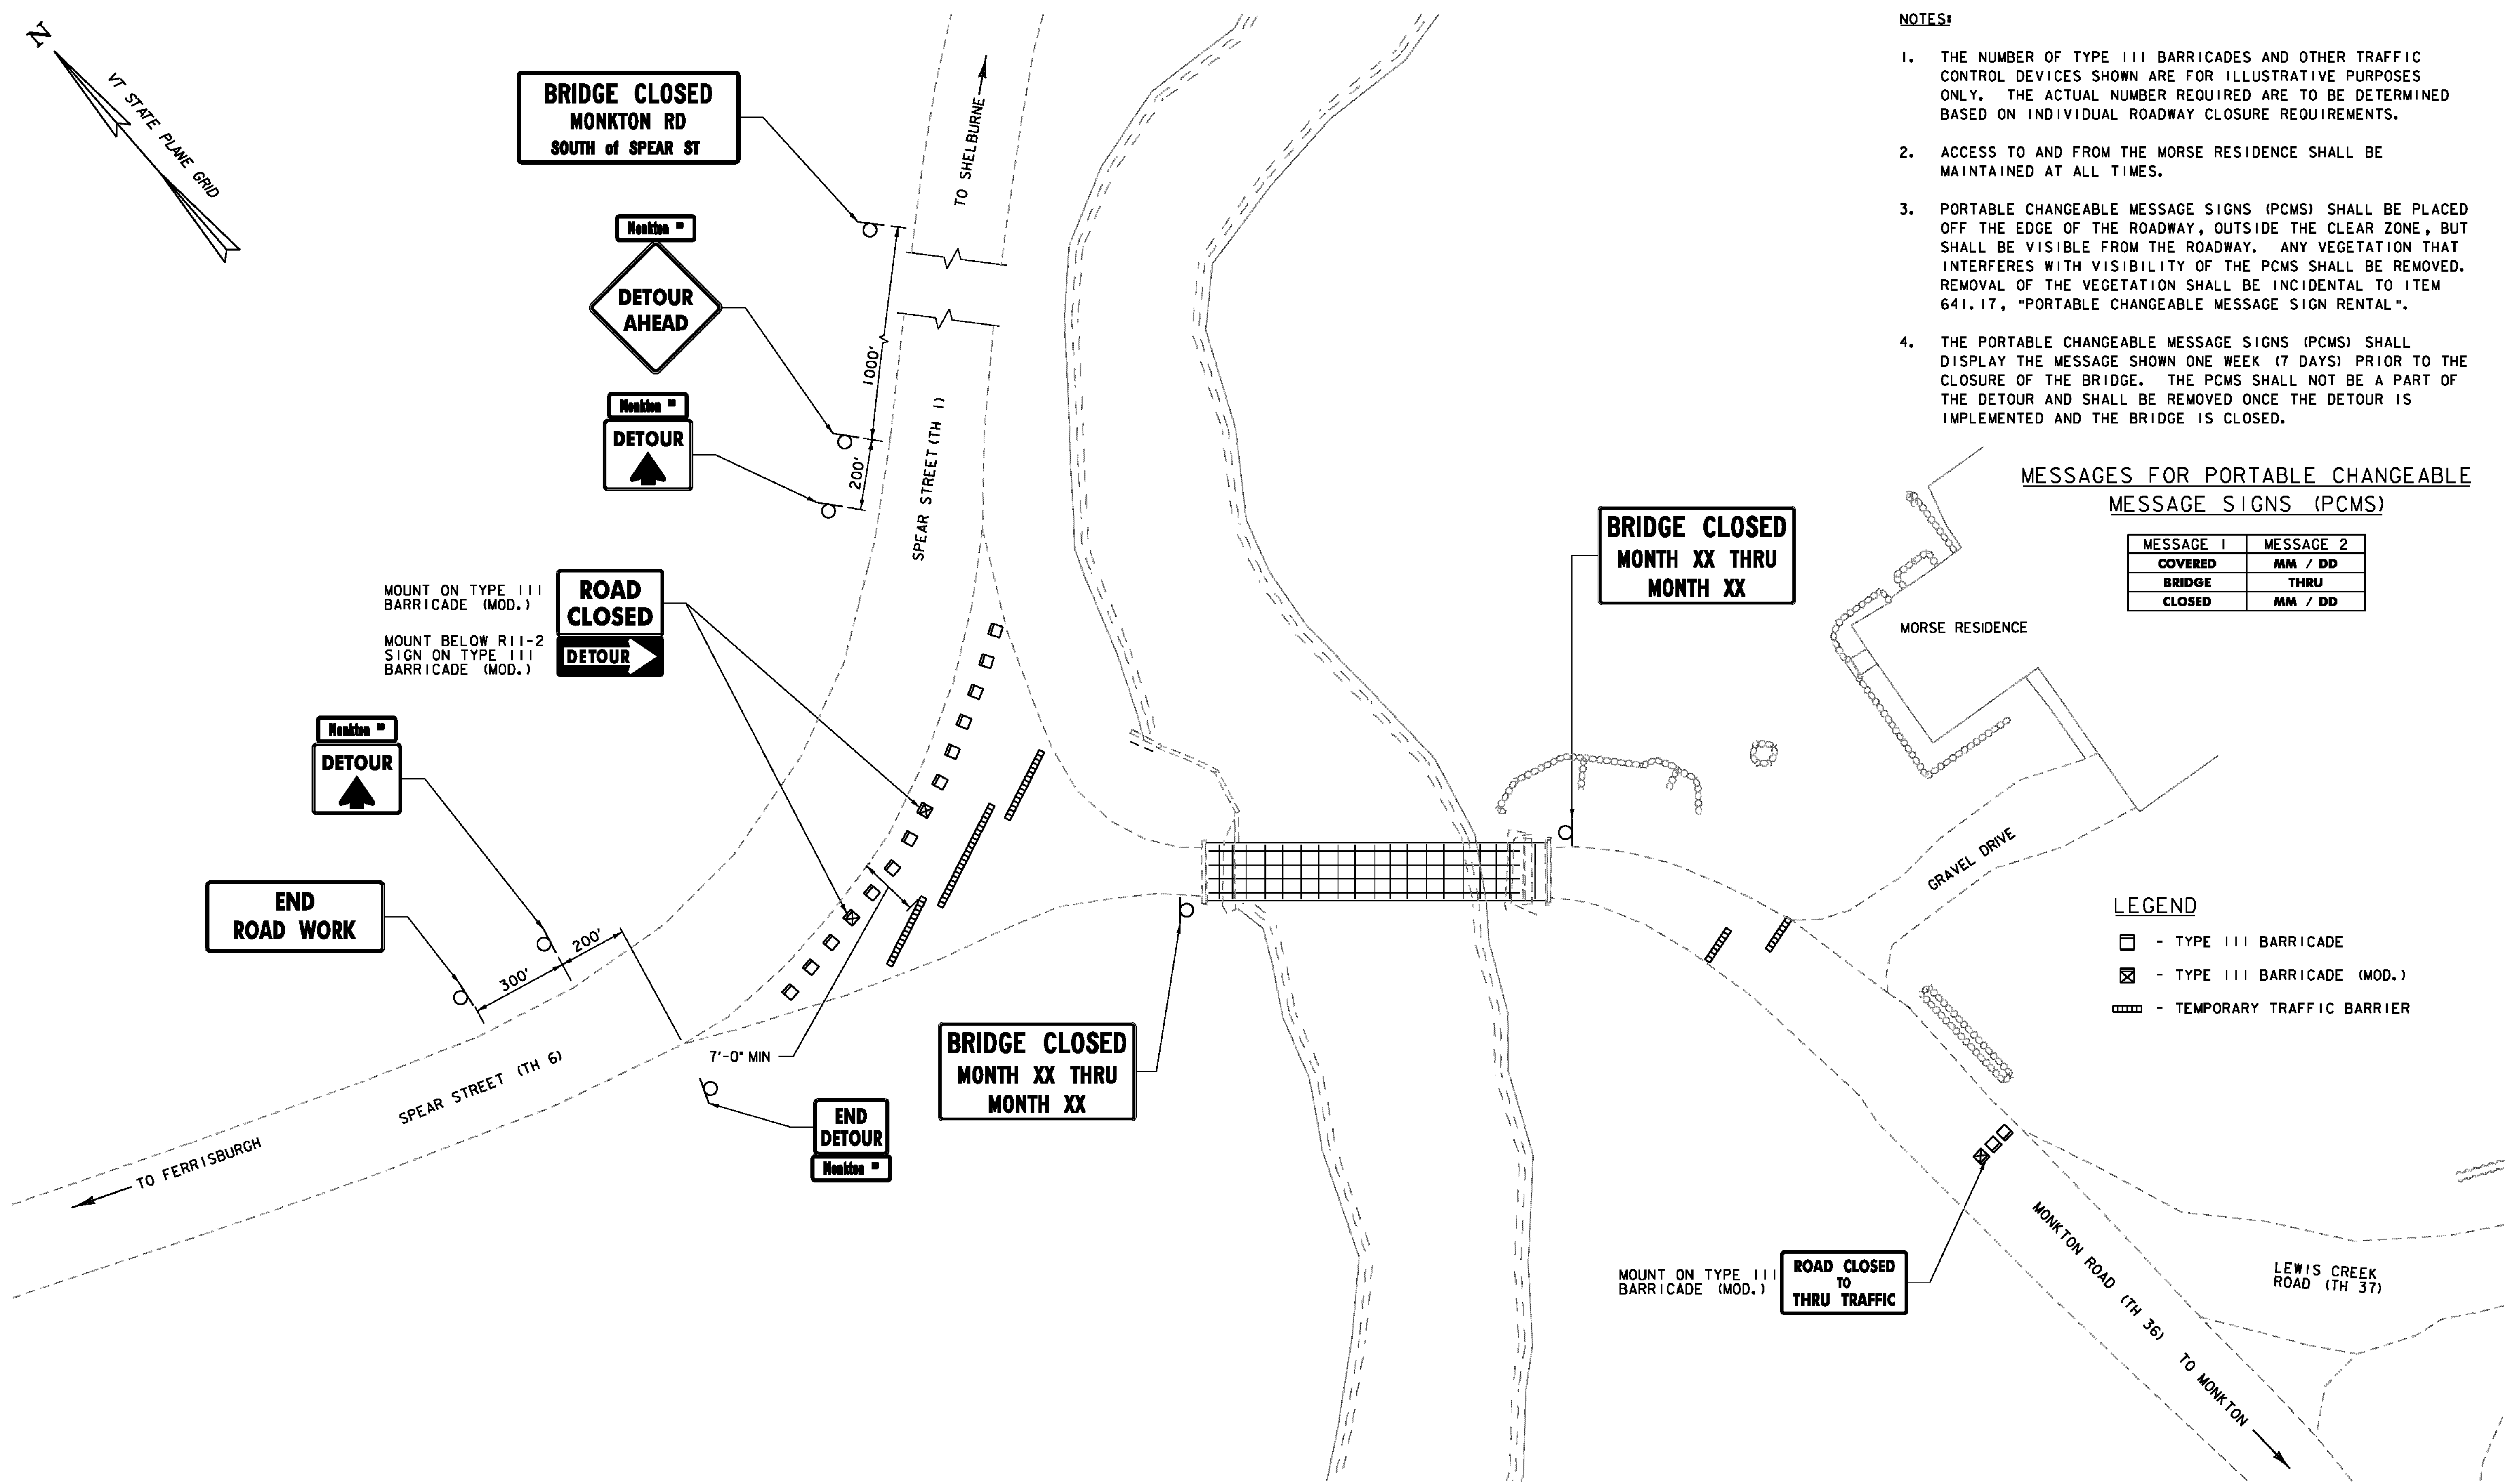 N
VT STATE PLANE GRID
BRIDGE CLOSED
MONKTON RD
SOUTH of SPEAR ST
TO SHELBURNE
Monkton RD
DETOUR
AHEAD
1000'
Monkton RD
DETOUR
200'
SPEAR STREET (TH 1)
MOUNT ON TYPE III
BARRICADE (MOD.)
ROAD
CLOSED
MOUNT BELOW R11-2
SIGN ON TYPE III
BARRICADE (MOD.)
DETOUR
Monkton RD
DETOUR
END
ROAD WORK
200'
300'
7'-0" MIN
SPEAR STREET (TH 6)
TO FERRISBURGH
END
DETOUR
Monkton RD
BRIDGE CLOSED
MONTH XX THRU
MONTH XX
BRIDGE CLOSED
MONTH XX THRU
MONTH XX
NOTES:
1. THE NUMBER OF TYPE III BARRICADES AND OTHER TRAFFIC
CONTROL DEVICES SHOWN ARE FOR ILLUSTRATIVE PURPOSES
ONLY. THE ACTUAL NUMBER REQUIRED ARE TO BE DETERMINED
BASED ON INDIVIDUAL ROADWAY CLOSURE REQUIREMENTS.
2. ACCESS TO AND FROM THE MORSE RESIDENCE SHALL BE
MAINTAINED AT ALL TIMES.
3. PORTABLE CHANGEABLE MESSAGE SIGNS (PCMS) SHALL BE PLACED
OFF THE EDGE OF THE ROADWAY, OUTSIDE THE CLEAR ZONE, BUT
SHALL BE VISIBLE FROM THE ROADWAY. ANY VEGETATION THAT
INTERFERES WITH VISIBILITY OF THE PCMS SHALL BE REMOVED.
REMOVAL OF THE VEGETATION SHALL BE INCIDENTAL TO ITEM
641.17, "PORTABLE CHANGEABLE MESSAGE SIGN RENTAL".
4. THE PORTABLE CHANGEABLE MESSAGE SIGNS (PCMS) SHALL
DISPLAY THE MESSAGE SHOWN ONE WEEK (7 DAYS) PRIOR TO THE
CLOSURE OF THE BRIDGE. THE PCMS SHALL NOT BE A PART OF
THE DETOUR AND SHALL BE REMOVED ONCE THE DETOUR IS
IMPLEMENTED AND THE BRIDGE IS CLOSED.
MESSAGES FOR PORTABLE CHANGEABLE
MESSAGE SIGNS (PCMS)
MESSAGE 1 MESSAGE 2
COVERED MM / DD
BRIDGE THRU
CLOSED MM / DD
MORSE RESIDENCE
GRAVEL DRIVE
LEGEND
- TYPE III BARRICADE
- TYPE III BARRICADE (MOD.)
- TEMPORARY TRAFFIC BARRIER
MOUNT ON TYPE III
BARRICADE (MOD.)
ROAD CLOSED
TO
THRU TRAFFIC
MONKTON ROAD (TH 36)
TO MONKTON
LEWIS CREEK
ROAD (TH 37)